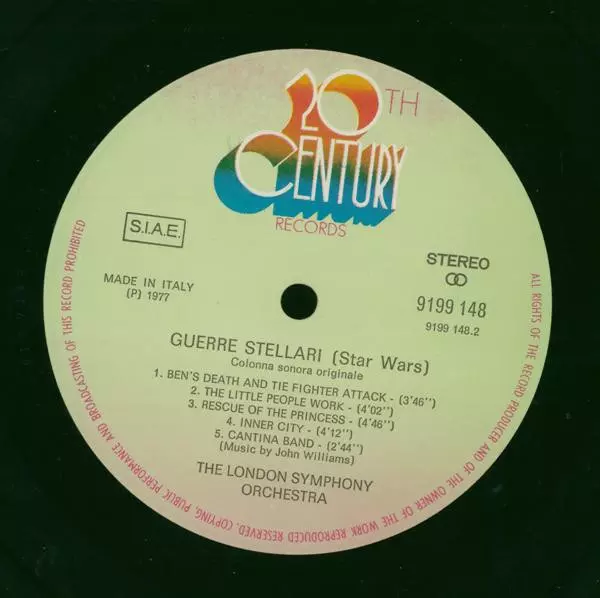 20TH
CENTURY
RECORDS
S.I.A.E.
MADE IN ITALY
(P) 1977
STEREO
9199 148
9199 148.2
GUERRE STELLARI (Star Wars)
Colonna sonora originale
1. BEN'S DEATH AND TIE FIGHTER ATTACK - (3'46'')
2. THE LITTLE PEOPLE WORK - (4'02'')
3. RESCUE OF THE PRINCESS - (4'46'')
4. INNER CITY - (4'12'')
5. CANTINA BAND - (2'44'')
(Music by John Williams)
THE LONDON SYMPHONY
ORCHESTRA
ALL RIGHTS OF THE RECORD PRODUCER AND OF THE OWNER OF THE WORK REPRODUCED RESERVED. COPYING, PUBLIC PERFORMANCE AND BROADCASTING OF THIS RECORD PROHIBITED